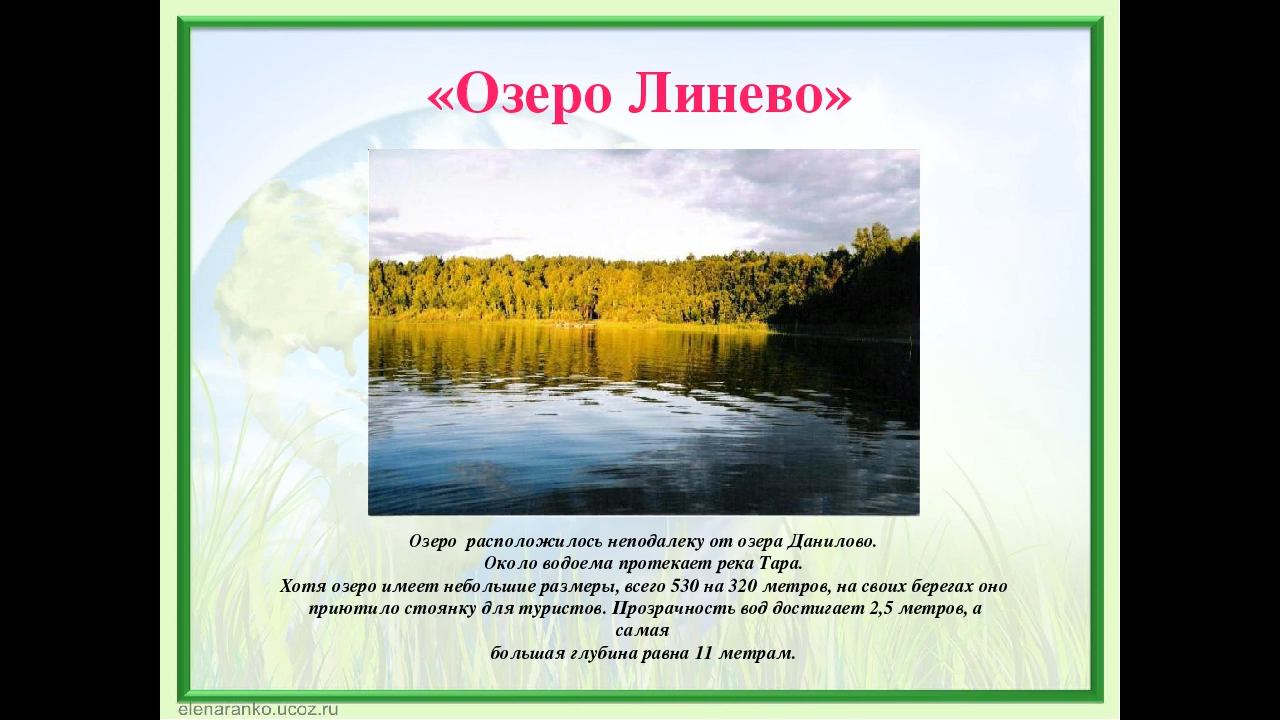 «Озеро Линево»
Озеро расположилось неподалеку от озера Данилово.
Около водоема протекает река Тара.
Хотя озеро имеет небольшие размеры, всего 530 на 320 метров, на своих берегах оно
приютило стоянку для туристов. Прозрачность вод достигает 2,5 метров, а
самая
большая глубина равна 11 метрам.
elenaranko.ucoz.ru